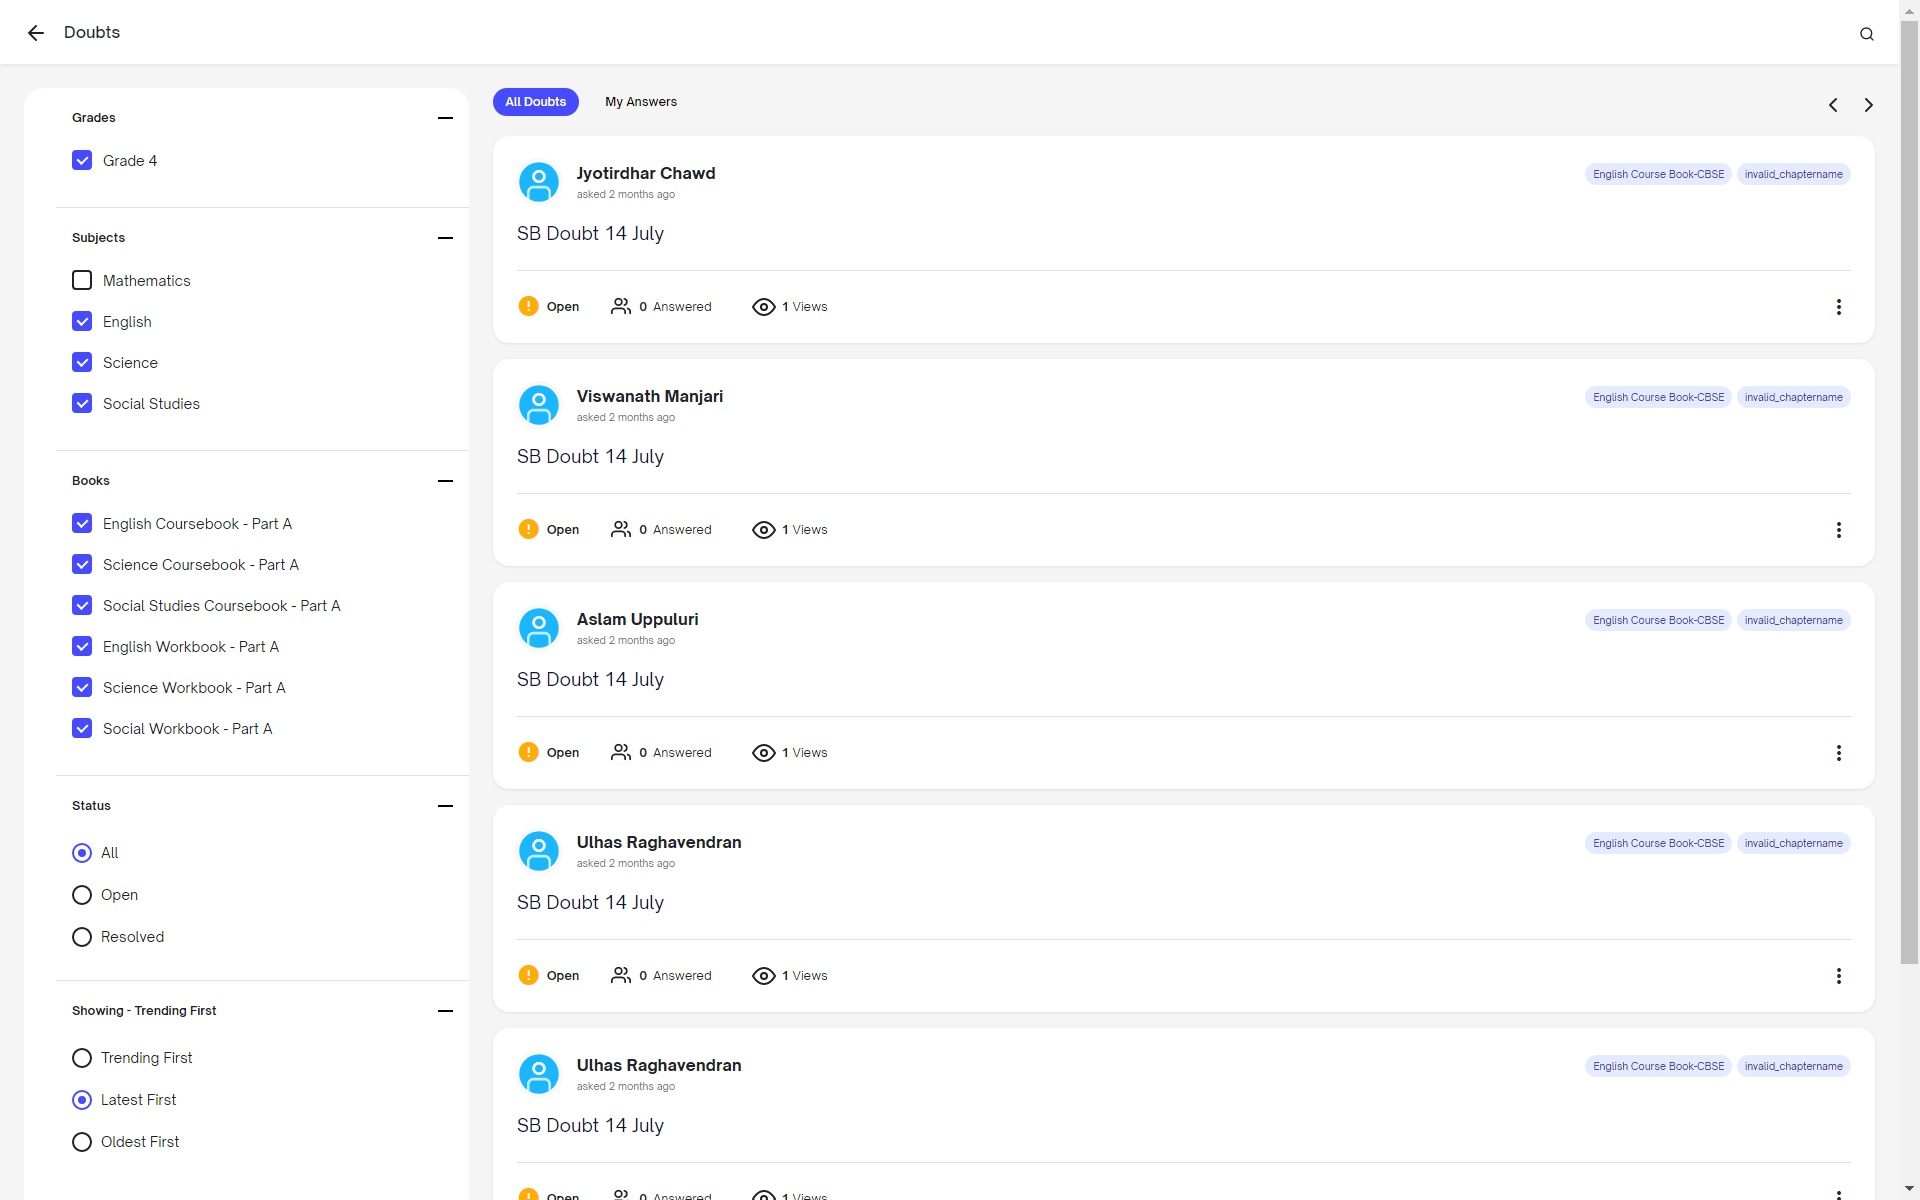 Doubts
Grades
Grade 4
Subjects
Mathematics
English
Science
Social Studies
Books
English Coursebook - Part A
Science Coursebook - Part A
Social Studies Coursebook - Part A
English Workbook - Part A
Science Workbook - Part A
Social Workbook - Part A
Status
All
Open
Resolved
Showing - Trending First
Trending First
Latest First
Oldest First
All Doubts My Answers
Jyotirdhar Chawd
asked 2 months ago
English Course Book-CBSE invalid_chaptername
SB Doubt 14 July
Open 0 Answered 1 Views
Viswanath Manjari
asked 2 months ago
English Course Book-CBSE invalid_chaptername
SB Doubt 14 July
Open 0 Answered 1 Views
Aslam Uppuluri
asked 2 months ago
English Course Book-CBSE invalid_chaptername
SB Doubt 14 July
Open 0 Answered 1 Views
Ulhas Raghavendran
asked 2 months ago
English Course Book-CBSE invalid_chaptername
SB Doubt 14 July
Open 0 Answered 1 Views
Ulhas Raghavendran
asked 2 months ago
English Course Book-CBSE invalid_chaptername
SB Doubt 14 July
Open 0 Answered 1 Views